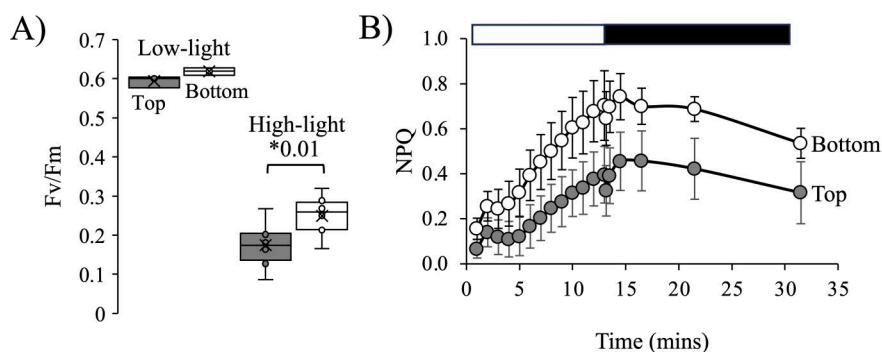 A)
Fv/Fm
0.7
0.6
0.5
0.4
0.3
0.2
0.1
0
Low-light
Top
Bottom
High-light
*0.01
B)
NPQ
1.0
0.8
0.6
0.4
0.2
0.0
0 5 10 15 20 25 30 35
Time (mins)
Bottom
Top